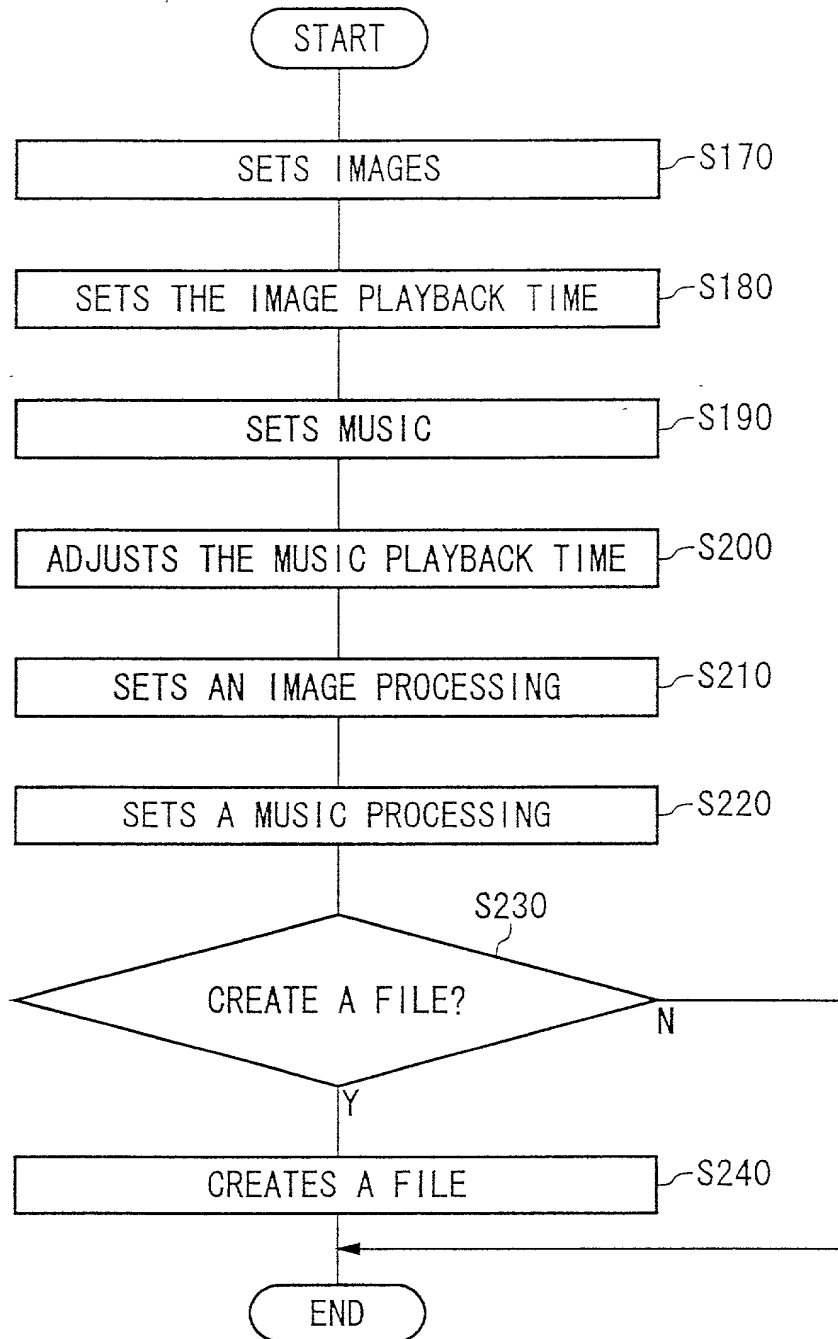 START
SETS IMAGES
S170
SETS THE IMAGE PLAYBACK TIME
S180
SETS MUSIC
S190
ADJUSTS THE MUSIC PLAYBACK TIME
S200
SETS AN IMAGE PROCESSING
S210
SETS A MUSIC PROCESSING
S220
S230
CREATE A FILE?
N
Y
CREATES A FILE
S240
END